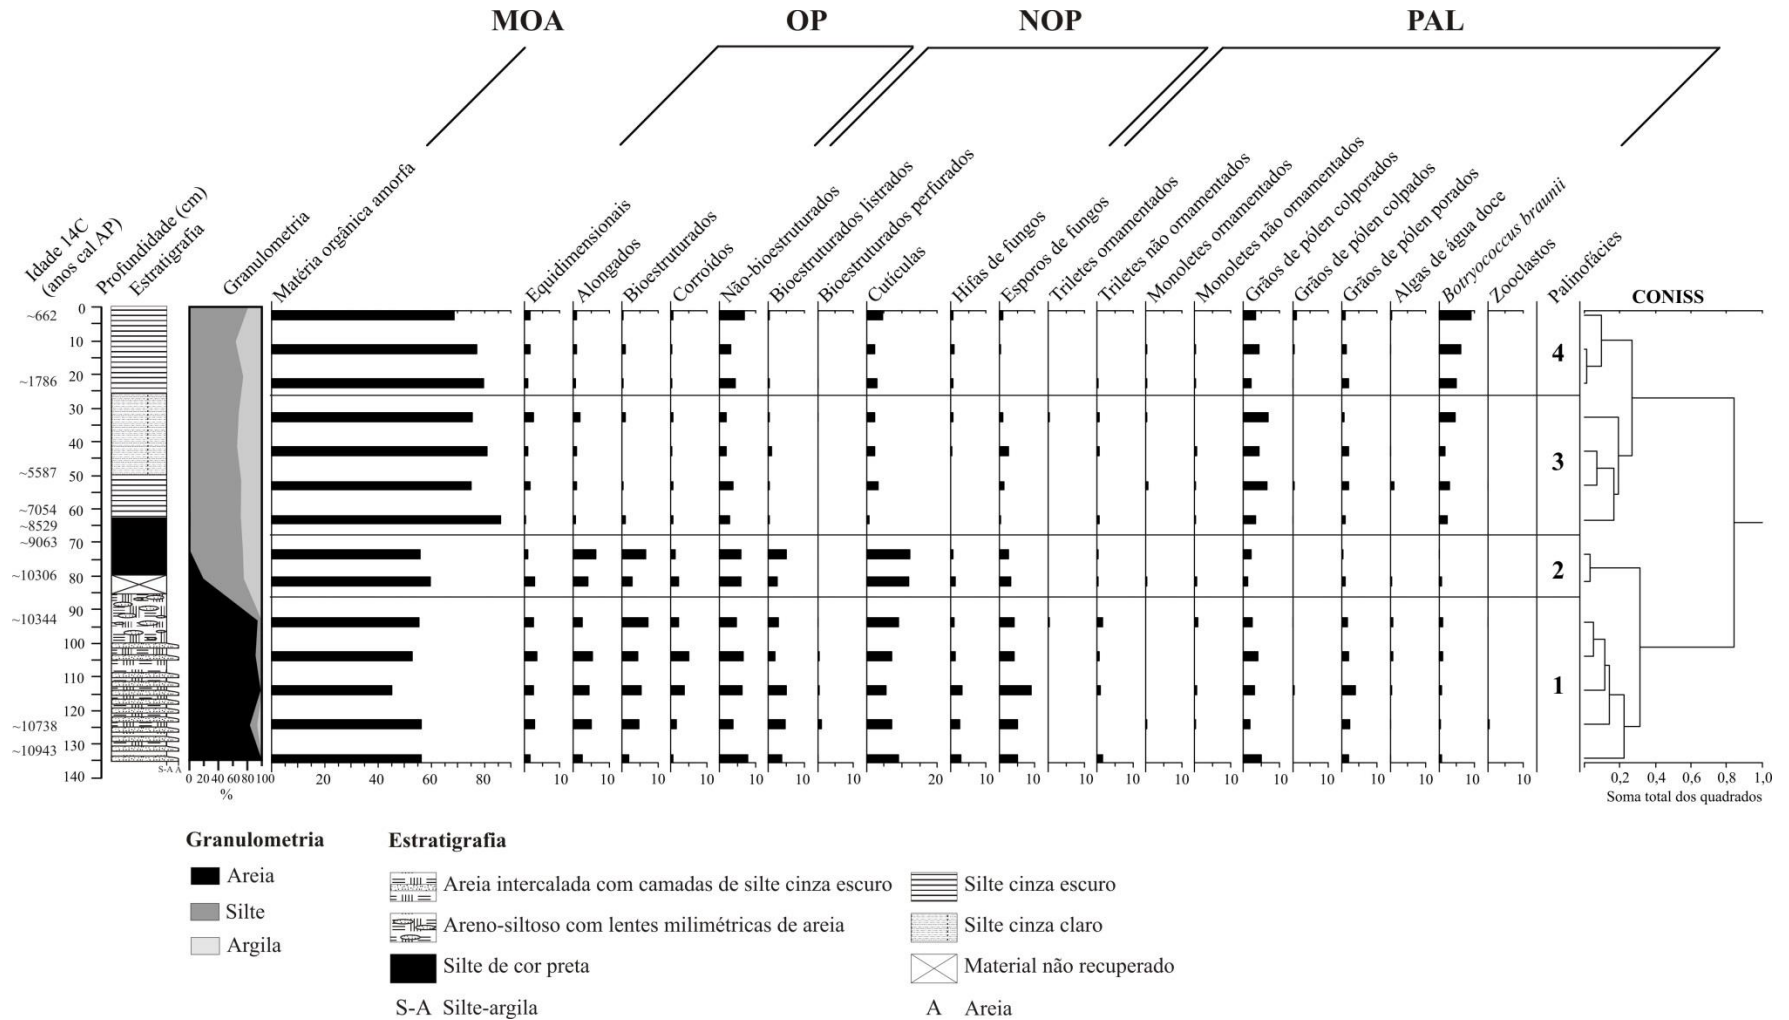 MOA
OP
NOP
PAL
Idade 14C
(anos cal AP)
Profundidade (cm)
Estratigrafia
Granulometria
Matéria orgânica amorfa
Equidimensionais
Alongados
Bioestruturados
Corroídos
Não-bioestruturados
Bioestruturados listrados
Bioestruturados perfurados
Cutículas
Hifas de fungos
Esporos de fungos
Triletes ornamentados
Triletes não ornamentados
Monoletes ornamentados
Monoletes não ornamentados
Grãos de pólen colporados
Grãos de pólen colpados
Grãos de pólen porados
Algas de água doce
Botryococcus braunii
Zooclastos
Palinofácies
CONISS
~662
~1786
~5587
~7054
~8529
~9063
~10306
~10344
~10738
~10943
0
10
20
30
40
50
60
70
80
90
100
110
120
130
140
4
3
2
1
S-A A
0 20 40 60 80 100
%
0 20 40 60 80
10 10 10 10 10 10 10 20 10 10 10 10 10 10 10 10 10 10 10 10
0,2 0,4 0,6 0,8 1,0
Soma total dos quadrados
Granulometria
Areia
Silte
Argila
Estratigrafia
Areia intercalada com camadas de silte cinza escuro
Areno-siltoso com lentes milimétricas de areia
Silte de cor preta
S-A Silte-argila
Silte cinza escuro
Silte cinza claro
Material não recuperado
A Areia